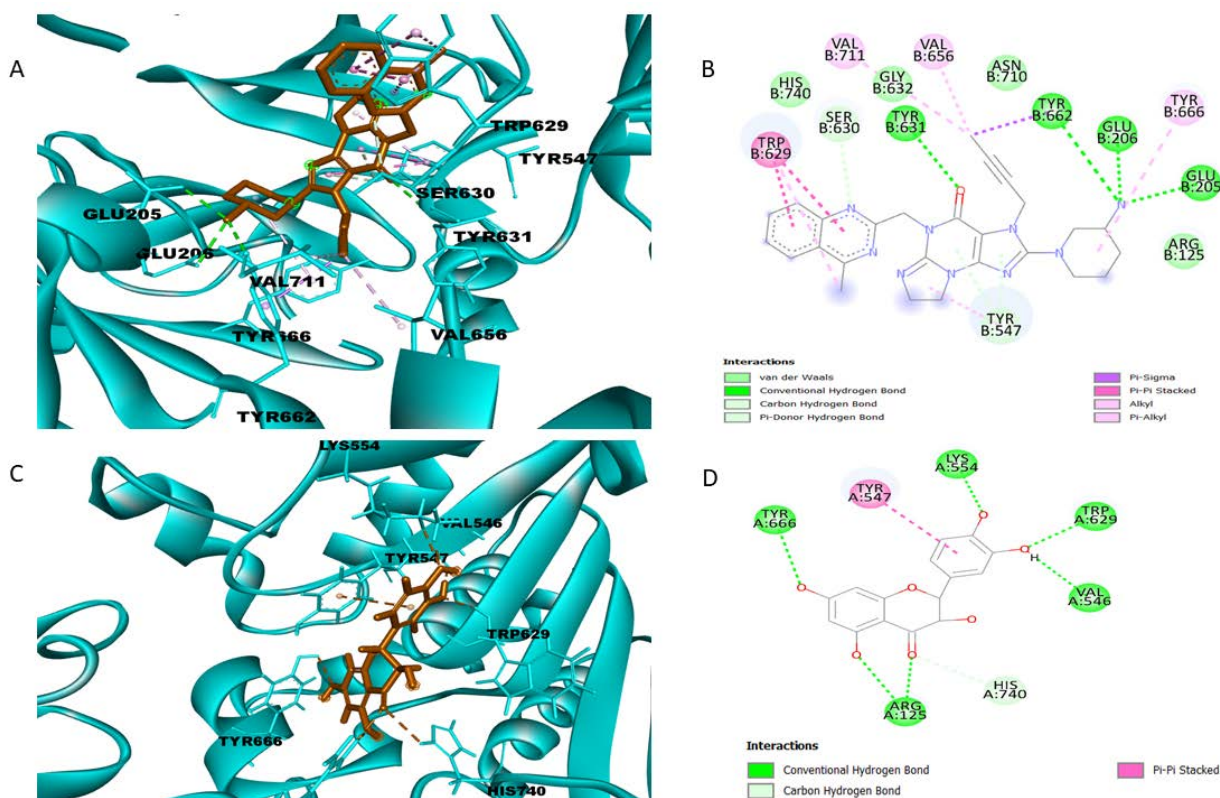 A
TRP629
TYR547
SER630
GLU205
TYR631
GLU206
VAL711
TYR666
VAL656
TYR662
B
VAL
B:711
VAL
B:656
ASN
B:710
HIS
B:740
GLY
B:632
TYR
B:662
TYR
B:666
SER
B:630
TYR
B:631
GLU
B:206
TRP
B:629
GLU
B:205
O
N
O
N
N
N
N
N
N
N
N
N
ARG
B:125
TYR
B:547
Interactions
van der Waals
Conventional Hydrogen Bond
Carbon Hydrogen Bond
Pi-Donor Hydrogen Bond
Pi-Sigma
Pi-Pi Stacked
Alkyl
Pi-Alkyl
C
LYS554
VAL546
TYR547
TRP629
TYR666
HIS740
D
LYS
A:554
TYR
A:547
TYR
A:666
TRP
A:629
VAL
A:546
O
O
H
O
O
O
O
O
HIS
A:740
ARG
A:125
Interactions
Conventional Hydrogen Bond
Carbon Hydrogen Bond
Pi-Pi Stacked